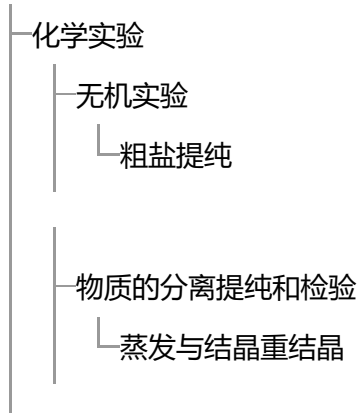 化学实验
无机实验
粗盐提纯
物质的分离提纯和检验
蒸发与结晶重结晶